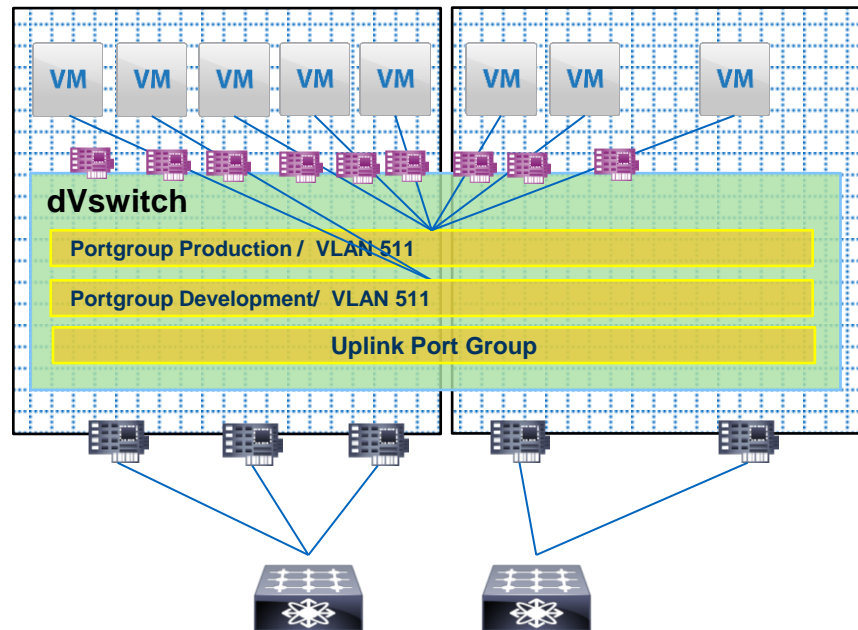 VM VM VM VM VM VM VM VM
dVswitch
Portgroup Production / VLAN 511
Portgroup Development/ VLAN 511
Uplink Port Group